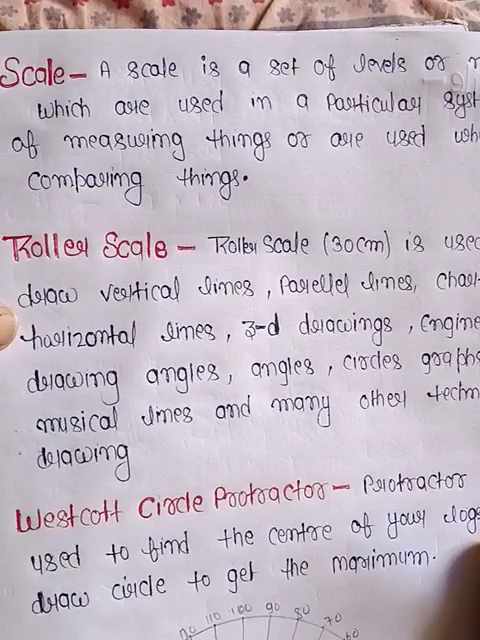 Scale - A scale is a set of levels or
which are used in a particular syst
of measuring things or are used wh
comparing things.
Roller Scale - Roller Scale (30cm) is used
draw vertical lines, Parellel lines, Char
horizontal lines, 3-d drawings, engine
drawing angles, angles, circles graphs
musical lines and many other techn
drawing
Westcott Circle Protractor - Protractor
used to find the centre of your logs
draw circle to get the maximum.
110 100 90 80 70 60